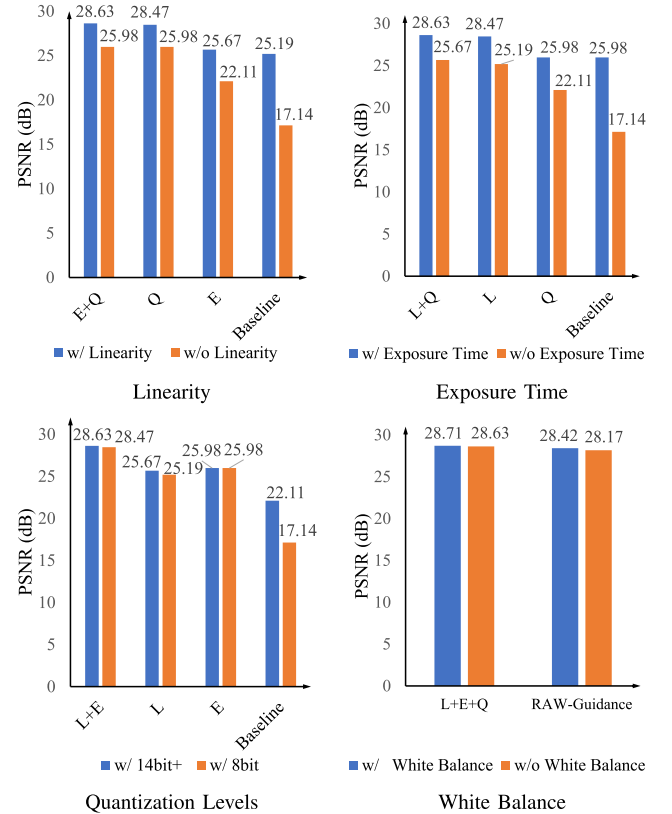 30
25
20
15
10
5
0
PSNR (dB)
28.63
25.98
28.47
25.98
25.67
22.11
25.19
17.14
E+Q
Q
E
Baseline
w/ Linearity w/o Linearity
Linearity
30
25
20
15
10
5
0
PSNR (dB)
28.63
25.67
28.47
25.19
25.98
22.11
25.98
17.14
L+Q
L
Q
Baseline
w/ Exposure Time w/o Exposure Time
Exposure Time
30
25
20
15
10
5
0
PSNR (dB)
28.63
28.47
25.67
25.19
25.98
25.98
22.11
17.14
L+E
L
E
Baseline
w/ 14bit+ w/ 8bit
Quantization Levels
30
25
20
15
10
5
0
PSNR (dB)
28.71
28.63
28.42
28.17
L+E+Q
RAW-Guidance
w/ White Balance w/o White Balance
White Balance